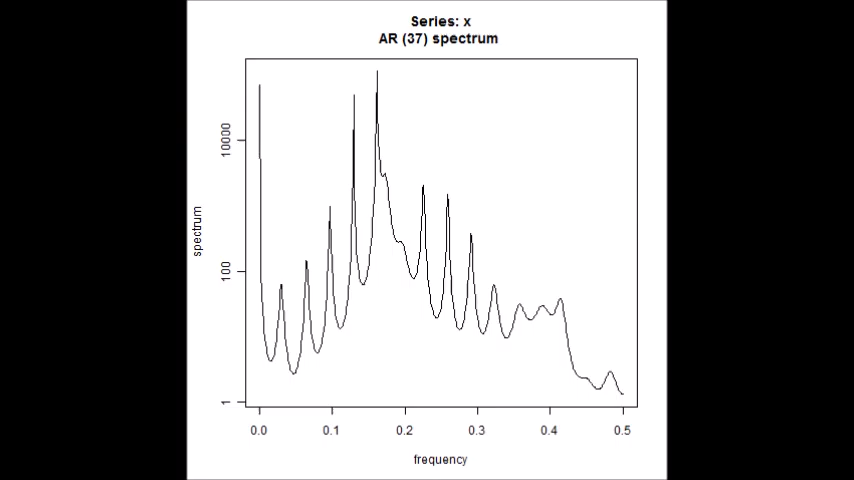 Series: x
AR (37) spectrum
10000
100
1
spectrum
0.0 0.1 0.2 0.3 0.4 0.5
frequency